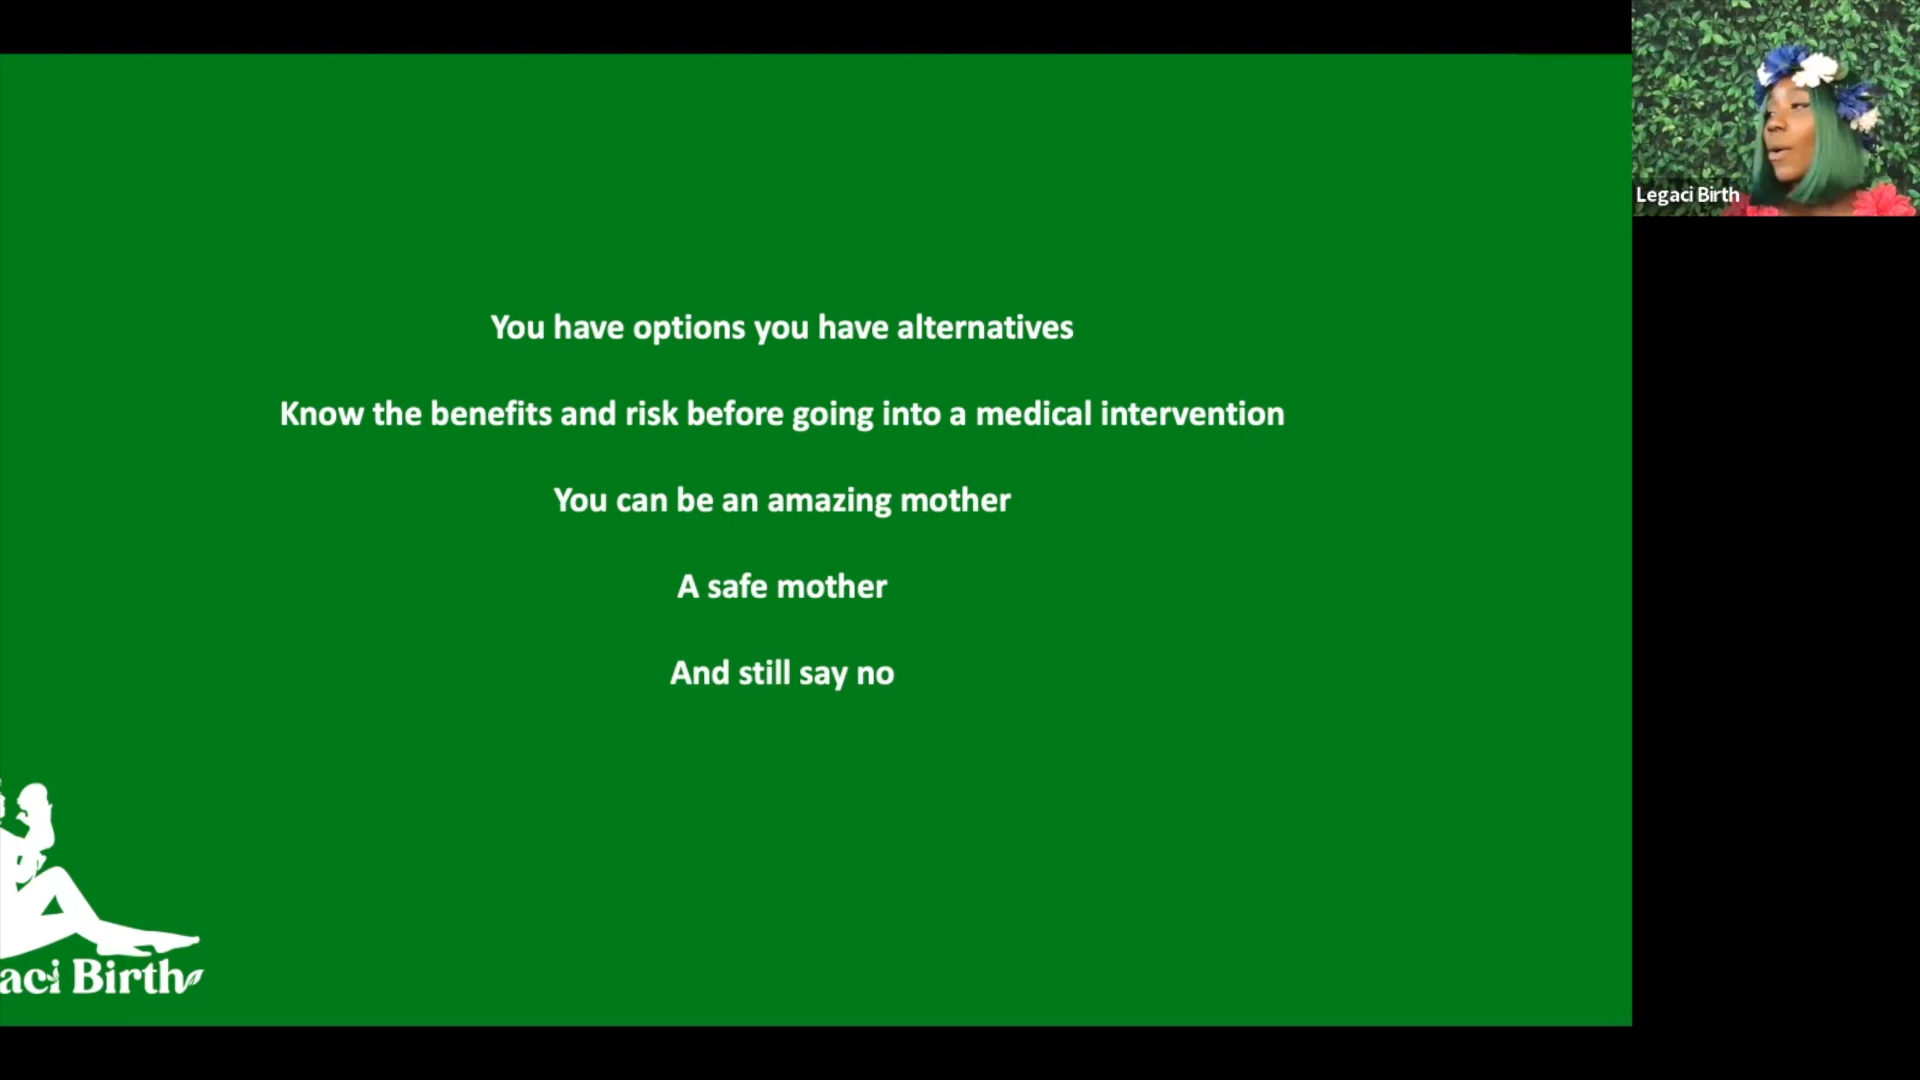 You have options you have alternatives
Know the benefits and risk before going into a medical intervention
You can be an amazing mother
A safe mother
And still say no
Legaci Birth
aci Birth